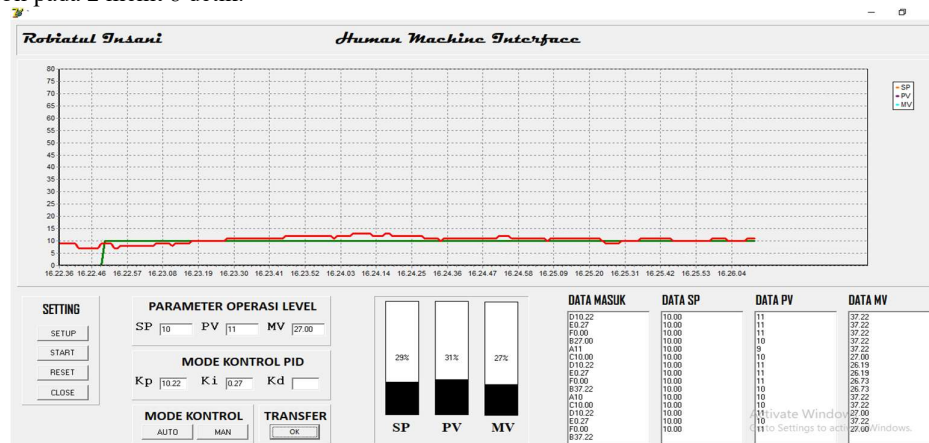 pada 2 menit 8 detik.
Robiatul Insani
Human Machine Interface
80
75
70
65
60
55
50
45
40
35
30
25
20
15
10
5
0
SP
PV
MV
16.22.36 16.22.46 16.22.57 16.23.08 16.23.19 16.23.30 16.23.41 16.23.52 16.24.03 16.24.14 16.24.25 16.24.36 16.24.47 16.24.58 16.25.09 16.25.20 16.25.31 16.25.42 16.25.53 16.26.04
SETTING
SETUP
START
RESET
CLOSE
PARAMETER OPERASI LEVEL
SP 10 PV 11 MV 27.00
MODE KONTROL PID
Kp 10.22 Ki 0.27 Kd
MODE KONTROL
AUTO MAN
TRANSFER
OK
29% 31% 27%
SP PV MV
DATA MASUK DATA SP DATA PV DATA MV
D10.22 10.00 11 37.22
E0.27 10.00 11 37.22
F0.00 10.00 11 37.22
B27.00 10.00 10 37.22
A11 10.00 9 37.22
C10.00 10.00 10 27.00
D10.22 10.00 11 26.19
E0.27 10.00 11 26.19
F0.00 10.00 11 26.73
B37.22 10.00 10 26.73
A10 10.00 10 37.22
C10.00 10.00 10 37.22
D10.22 10.00 27.00
E0.27 10.00 10
F0.00 10.00 11
B37.22
Activate Windows
Go to Settings to activate Windows.